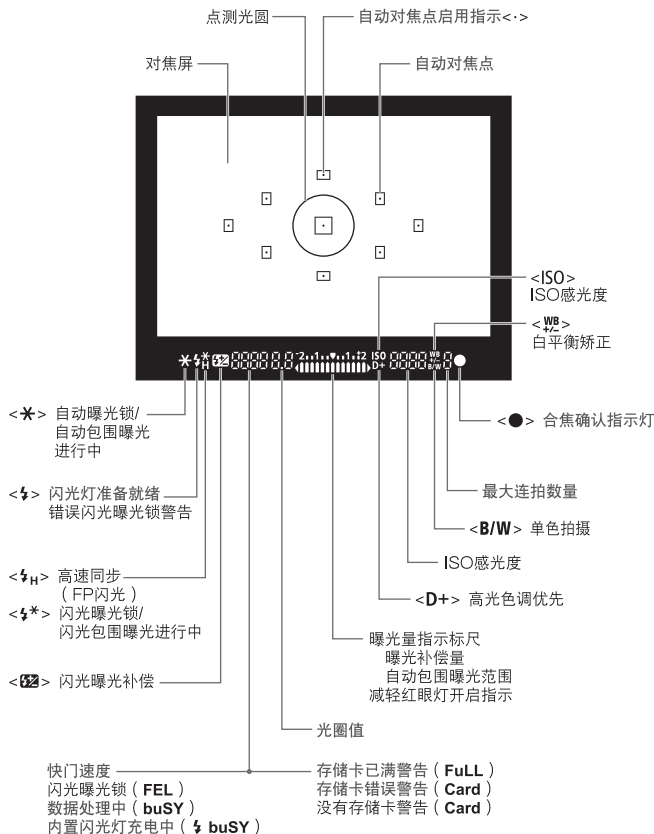 点测光圆
自动对焦点启用指示<·>
对焦屏
自动对焦点
<ISO>
ISO感光度
<WB +/->
白平衡矫正
-2..1..▼..1..‡2 ISO WB +/-
D+ B/W
<✱> 自动曝光锁/
自动包围曝光
进行中
<●> 合焦确认指示灯
<⚡> 闪光灯准备就绪
错误闪光曝光锁警告
最大连拍数量
<B/W> 单色拍摄
ISO感光度
<⚡H> 高速同步
(FP闪光)
<D+> 高光色调优先
<⚡✱> 闪光曝光锁/
闪光包围曝光进行中
曝光量指示标尺
曝光补偿量
自动包围曝光范围
减轻红眼灯开启指示
<⚡±> 闪光曝光补偿
光圈值
快门速度
闪光曝光锁(FEL)
数据处理中(buSY)
内置闪光灯充电中(⚡ buSY)
存储卡已满警告(FuLL)
存储卡错误警告(Card)
没有存储卡警告(Card)